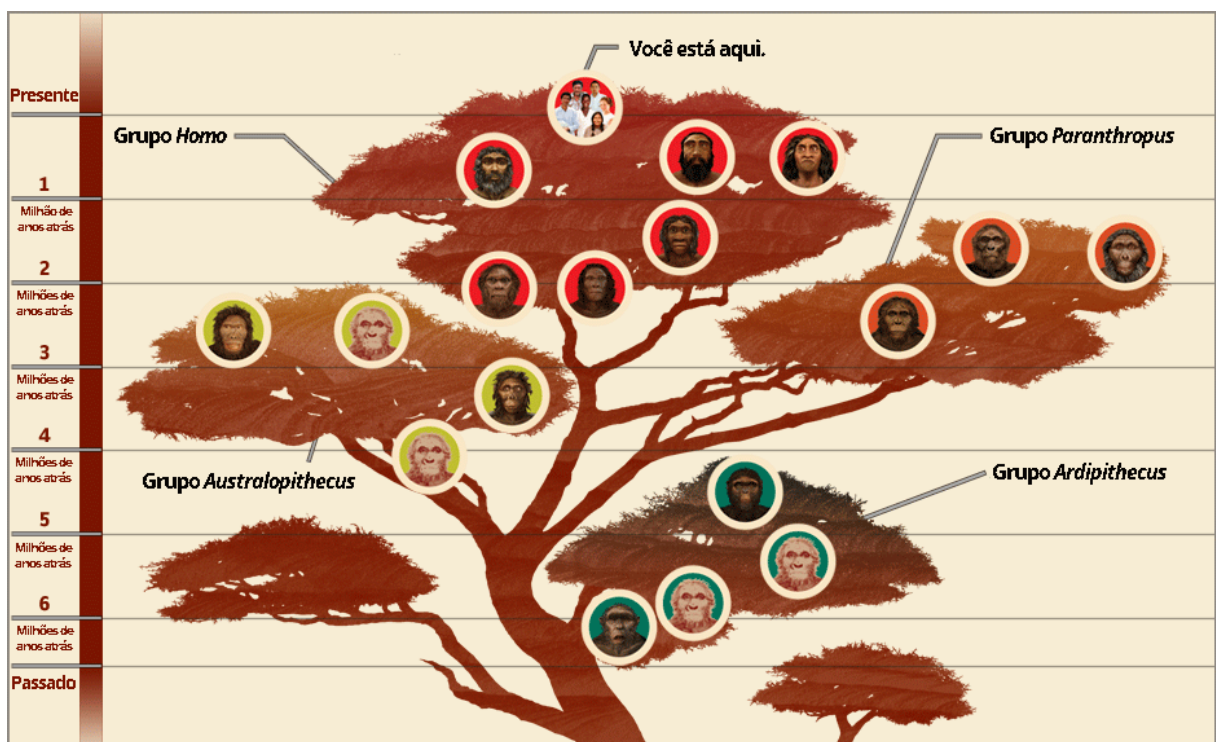 Você está aqui.
Presente
Grupo Homo
Grupo Paranthropus
1
Milhão de
anos atrás
2
Milhões de
anos atrás
3
Milhões de
anos atrás
4
Milhões de
anos atrás
Grupo Australopithecus
Grupo Ardipithecus
5
Milhões de
anos atrás
6
Milhões de
anos atrás
Passado